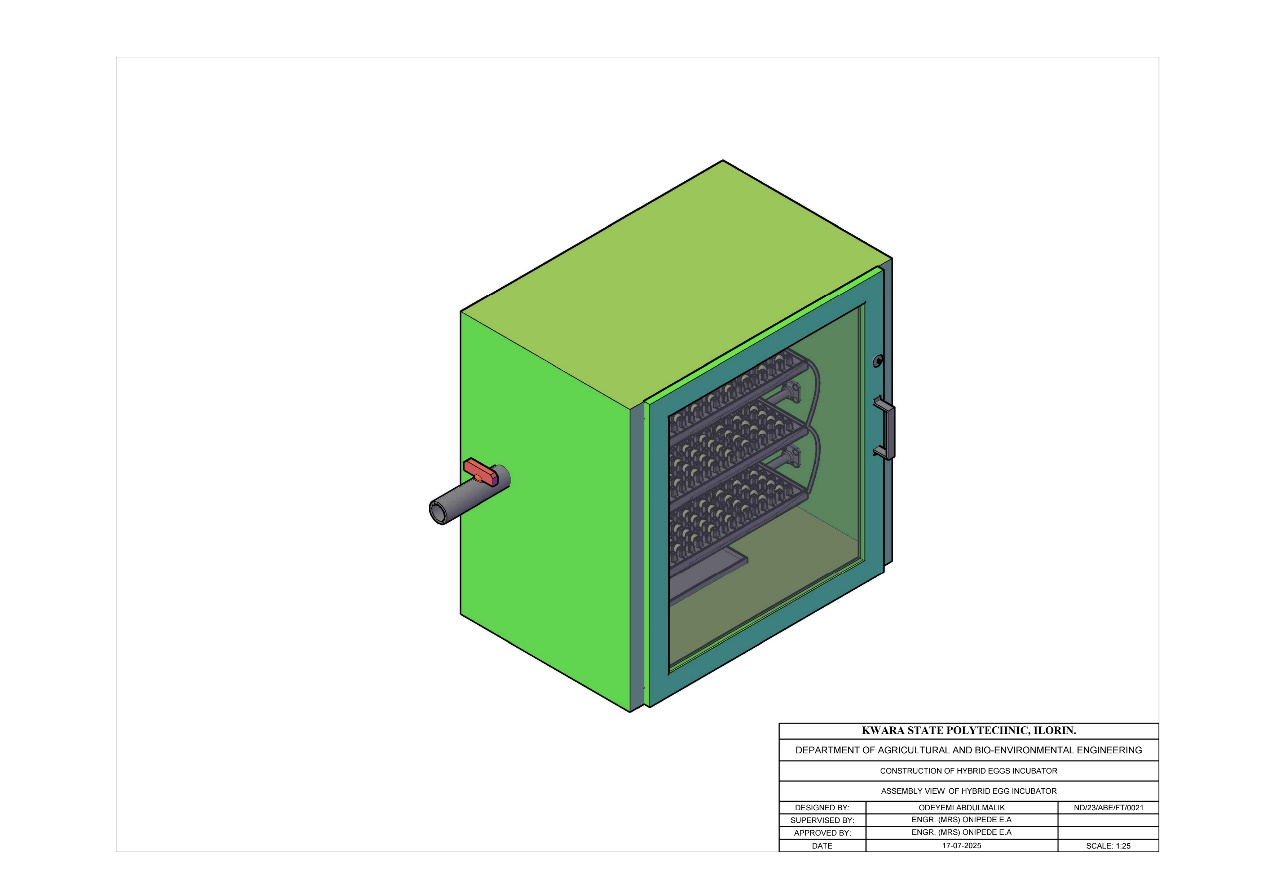 KWARA STATE POLYTECHNIC, ILORIN.
DEPARTMENT OF AGRICULTURAL AND BIO-ENVIRONMENTAL ENGINEERING
CONSTRUCTION OF HYBRID EGGS INCUBATOR
ASSEMBLY VIEW OF HYBRID EGG INCUBATOR
DESIGNED BY: ODEYEMI ABDULMALIK ND/23/ABE/FT/0021
SUPERVISED BY: ENGR. (MRS) ONIPEDE E.A
APPROVED BY: ENGR. (MRS) ONIPEDE E.A
DATE 17-07-2025 SCALE: 1:25